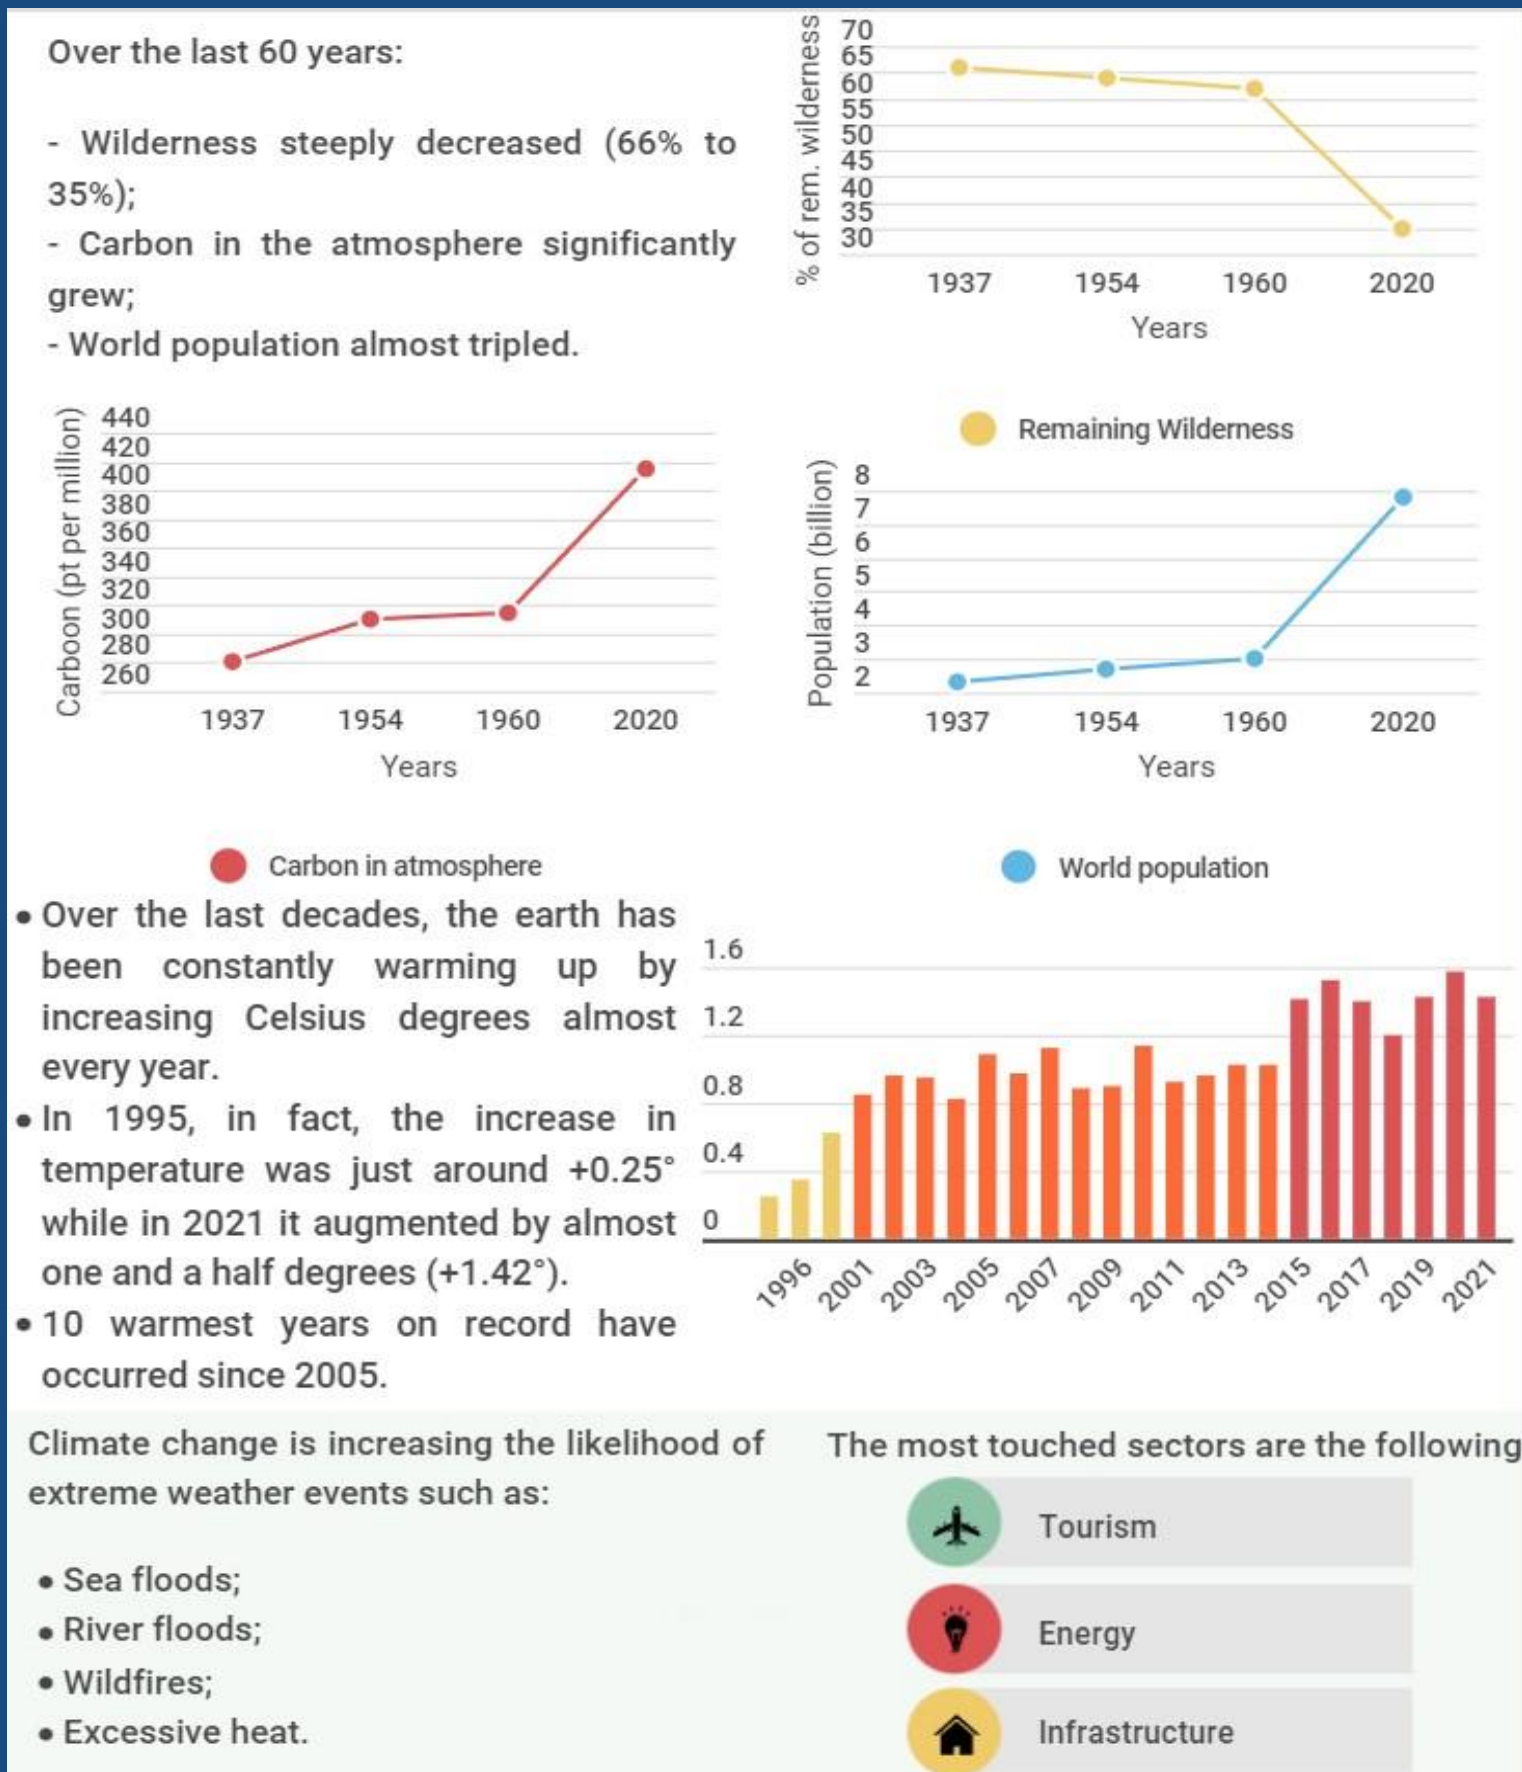 Over the last 60 years:
- Wilderness steeply decreased (66% to
35%);
- Carbon in the atmosphere significantly
grew;
- World population almost tripled.
% of rem. wilderness
70
65
60
55
50
45
40
35
30
1937 1954 1960 2020
Years
Remaining Wilderness
Carboon (pt per million)
440
420
400
380
360
340
320
300
280
260
1937 1954 1960 2020
Years
Carbon in atmosphere
Population (billion)
8
7
6
5
4
3
2
1937 1954 1960 2020
Years
World population
• Over the last decades, the earth has
been constantly warming up by
increasing Celsius degrees almost
every year.
• In 1995, in fact, the increase in
temperature was just around +0.25°
while in 2021 it augmented by almost
one and a half degrees (+1.42°).
• 10 warmest years on record have
occurred since 2005.
1.6
1.2
0.8
0.4
0
1996 2001 2003 2005 2007 2009 2011 2013 2015 2017 2019 2021
Climate change is increasing the likelihood of
extreme weather events such as:
• Sea floods;
• River floods;
• Wildfires;
• Excessive heat.
The most touched sectors are the following
Tourism
Energy
Infrastructure